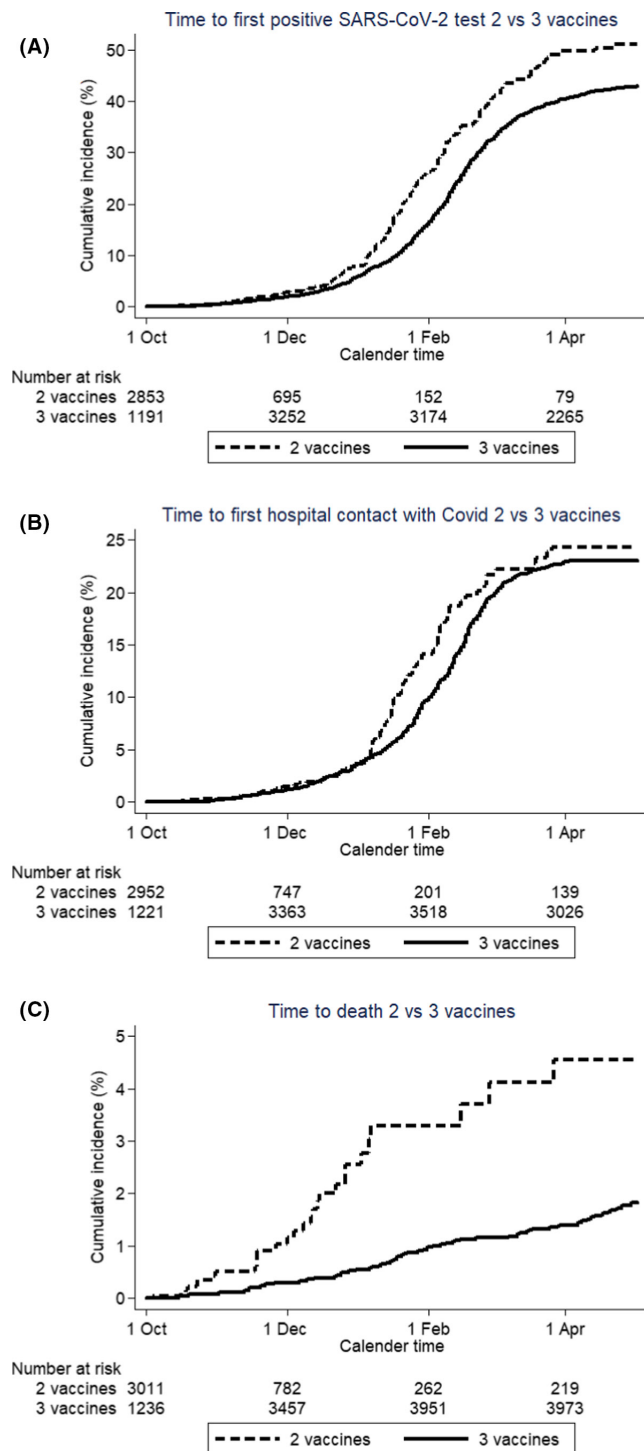 (A)
Time to first positive SARS-CoV-2 test 2 vs 3 vaccines
Cumulative incidence (%)
50
40
30
20
10
0
1 Oct 1 Dec 1 Feb 1 Apr
Calender time
Number at risk
2 vaccines 2853 695 152 79
3 vaccines 1191 3252 3174 2265
2 vaccines 3 vaccines
(B)
Time to first hospital contact with Covid 2 vs 3 vaccines
Cumulative incidence (%)
25
20
15
10
5
0
1 Oct 1 Dec 1 Feb 1 Apr
Calender time
Number at risk
2 vaccines 2952 747 201 139
3 vaccines 1221 3363 3518 3026
2 vaccines 3 vaccines
(C)
Time to death 2 vs 3 vaccines
Cumulative incidence (%)
5
4
3
2
1
0
1 Oct 1 Dec 1 Feb 1 Apr
Calender time
Number at risk
2 vaccines 3011 782 262 219
3 vaccines 1236 3457 3951 3973
2 vaccines 3 vaccines